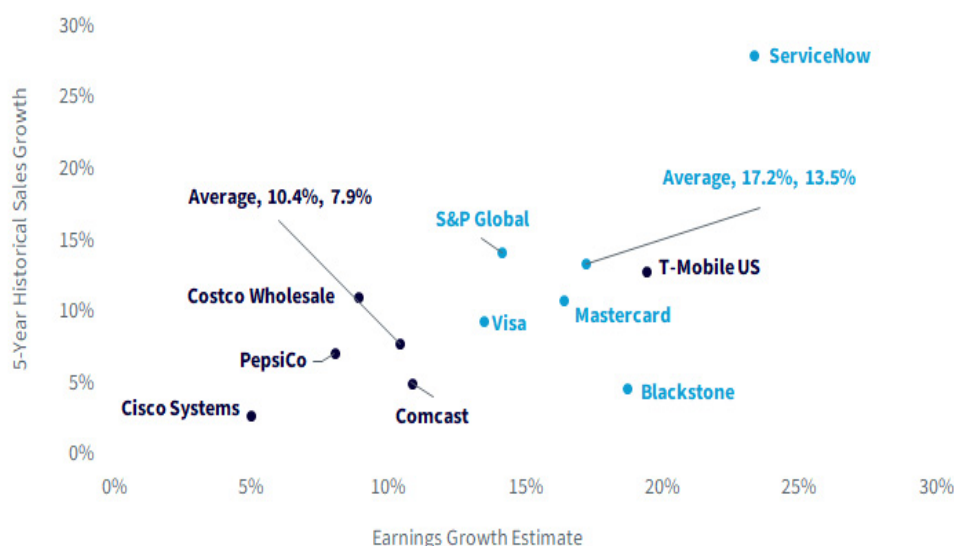 30%
ServiceNow
25%
5-Year Historical Sales Growth
20%
Average, 17.2%, 13.5%
Average, 10.4%, 7.9%
S&P Global
15%
T-Mobile US
Costco Wholesale
10%
Mastercard
Visa
PepsiCo
5%
Blackstone
Cisco Systems
Comcast
0%
0% 5% 10% 15% 20% 25% 30%
Earnings Growth Estimate